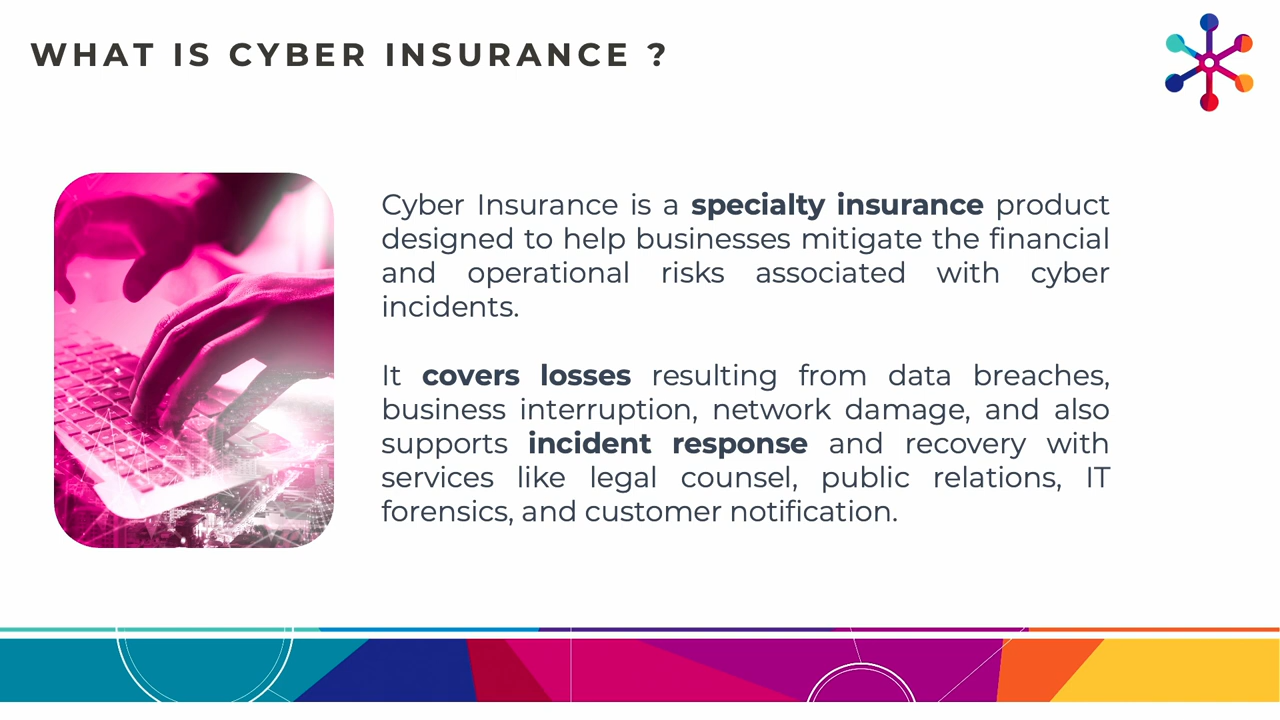 WHAT IS CYBER INSURANCE ?
Cyber Insurance is a specialty insurance product
designed to help businesses mitigate the financial
and operational risks associated with cyber
incidents.
It covers losses resulting from data breaches,
business interruption, network damage, and also
supports incident response and recovery with
services like legal counsel, public relations, IT
forensics, and customer notification.